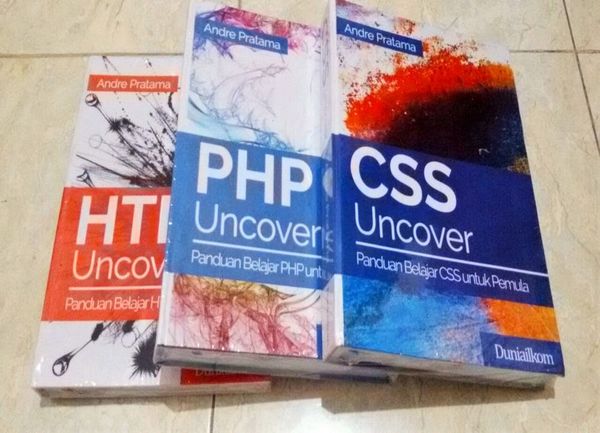 Andre Pratama
HT
Uncov
Panduan Belajar H
Andre Pratama
PHP
Uncover
Panduan Belajar PHP untu
Andre Pratama
CSS
Uncover
Panduan Belajar CSS untuk Pemula
Duniailkom